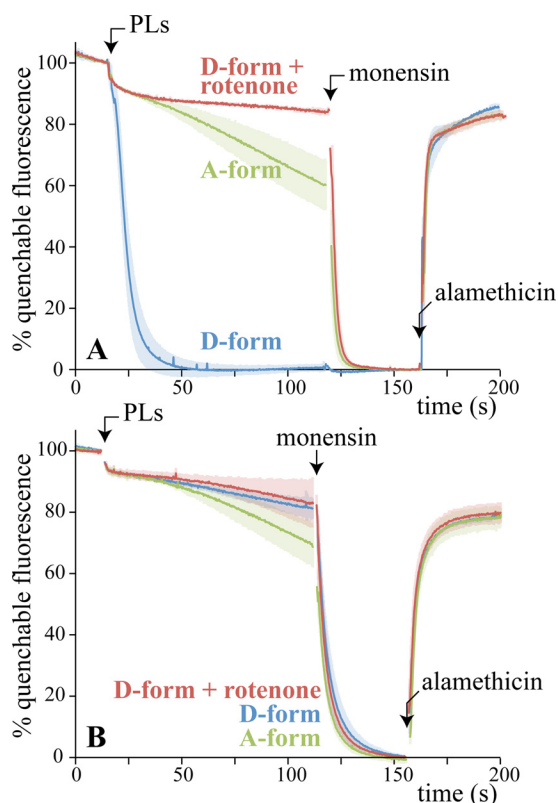 PLs
100
80
60
40
20
0
% quenchable fluorescence
D-form +
rotenone
monensin
A-form
alamethicin
A
D-form
0
50
100
150
200
time (s)
PLs
monensin
100
80
60
40
20
0
% quenchable fluorescence
D-form + rotenone
alamethicin
D-form
B
A-form
0
50
100
150
200
time (s)